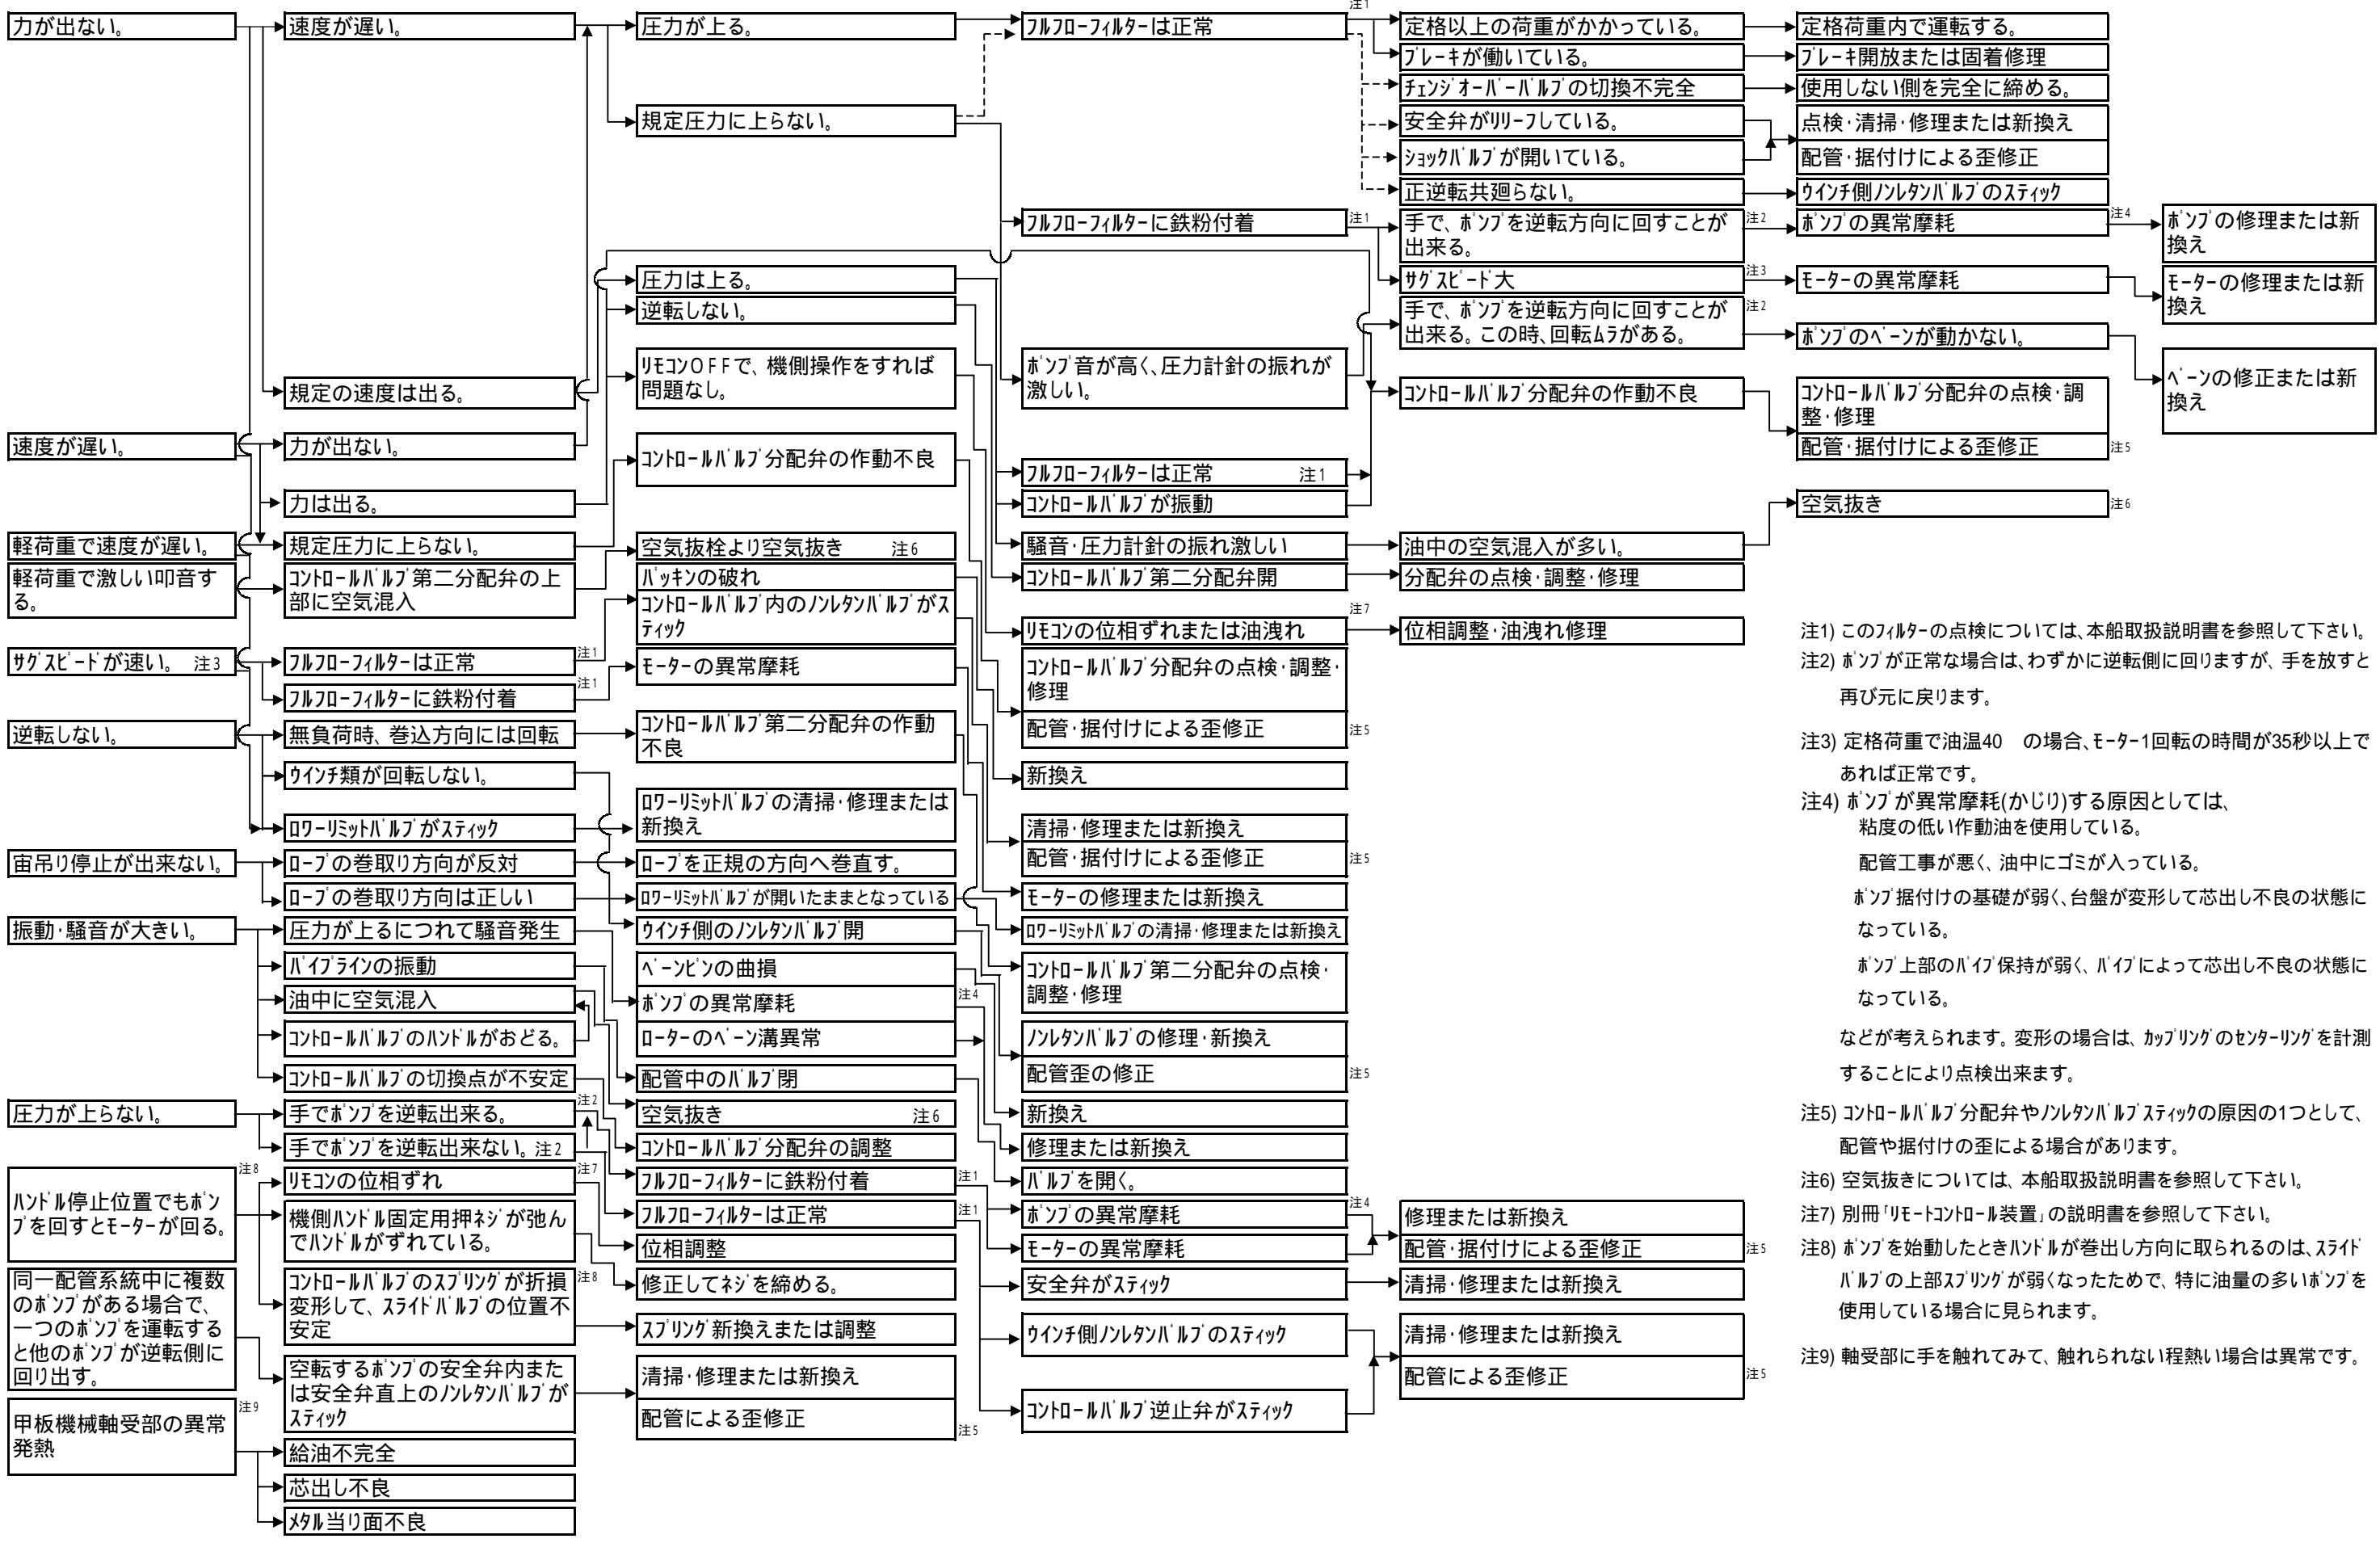 力が出ない。
速度が遅い。
圧力が上る。
フルフローフィルターは正常
注1
定格以上の荷重がかかっている。
定格荷重内で運転する。
ブレーキが働いている。
ブレーキ開放または固着修理
チェンジオーバーバルブの切換不完全
使用しない側を完全に締める。
規定圧力に上らない。
安全弁がリリーフしている。
点検・清掃・修理または新換え
ショックバルブが開いている。
配管・据付けによる歪修正
正逆転共廻らない。
ウインチ側ノンレタンバルブのスティック
フルフローフィルターに鉄粉付着
注1
手で、ポンプを逆転方向に回すことが
出来る。
注2
ポンプの異常摩耗
注4
ポンプの修理または新
換え
圧力は上る。
サグスピード大
注3
モーターの異常摩耗
モーターの修理または新
換え
逆転しない。
手で、ポンプを逆転方向に回すことが
出来る。この時、回転ムラがある。
注2
ポンプのベーンが動かない。
規定の速度は出る。
リモコンOFFで、機側操作をすれば
問題なし。
ポンプ音が高く、圧力計針の振れが
激しい。
コントロールバルブ分配弁の作動不良
コントロールバルブ分配弁の点検・調
整・修理
ベーンの修正または新
換え
速度が遅い。
力が出ない。
コントロールバルブ分配弁の作動不良
配管・据付けによる歪修正
注5
フルフローフィルターは正常
注1
力は出る。
コントロールバルブが振動
空気抜き
注6
軽荷重で速度が遅い。
規定圧力に上らない。
空気抜栓より空気抜き
注6
騒音・圧力計針の振れ激しい
油中の空気混入が多い。
軽荷重で激しい叩音す
る。
コントロールバルブ第二分配弁の上
部に空気混入
パッキンの破れ
コントロールバルブ第二分配弁開
分配弁の点検・調整・修理
コントロールバルブ内のノンレタンバルブがス
ティック
リモコンの位相ずれまたは油洩れ
注7
位相調整・油洩れ修理
サグスピードが速い。
注3
フルフローフィルターは正常
注1
モーターの異常摩耗
コントロールバルブ分配弁の点検・調整・
修理
フルフローフィルターに鉄粉付着
注1
逆転しない。
無負荷時、巻込方向には回転
コントロールバルブ第二分配弁の作動
不良
配管・据付けによる歪修正
注5
ウインチ類が回転しない。
新換え
ロワーリミットバルブがスティック
ロワーリミットバルブの清掃・修理または
新換え
清掃・修理または新換え
配管・据付けによる歪修正
注5
宙吊り停止が出来ない。
ロープの巻取り方向が反対
ロープを正規の方向へ巻直す。
ロープの巻取り方向は正しい
ロワーリミットバルブが開いたままとなっている
モーターの修理または新換え
振動・騒音が大きい。
圧力が上るにつれて騒音発生
ウインチ側のノンレタンバルブ開
ロワーリミットバルブの清掃・修理または新換え
パイプラインの振動
ベーンピンの曲損
コントロールバルブ第二分配弁の点検・
調整・修理
油中に空気混入
ポンプの異常摩耗
注4
コントロールバルブのハンドルがおどる。
ローターのベーン溝異常
ノンレタンバルブの修理・新換え
コントロールバルブの切換点が不安定
配管中のバルブ閉
配管歪の修正
注5
圧力が上らない。
手でポンプを逆転出来る。
注2
空気抜き
注6
新換え
手でポンプを逆転出来ない。
注2
コントロールバルブ分配弁の調整
修理または新換え
ハンドル停止位置でもポン
プを回すとモーターが回る。
注8
リモコンの位相ずれ
注7
フルフローフィルターに鉄粉付着
注1
バルブを開く。
機側ハンドル固定用押ネジが弛ん
でハンドルがずれている。
フルフローフィルターは正常
注1
ポンプの異常摩耗
注4
修理または新換え
位相調整
モーターの異常摩耗
配管・据付けによる歪修正
注5
同一配管系統中に複数
のポンプがある場合で、
一つのポンプを運転する
と他のポンプが逆転側に
回り出す。
コントロールバルブのスプリングが折損
変形して、スライドバルブの位置不
安定
注8
修正してネジを締める。
安全弁がスティック
清掃・修理または新換え
スプリング新換えまたは調整
ウインチ側ノンレタンバルブのスティック
清掃・修理または新換え
空転するポンプの安全弁内また
は安全弁直上のノンレタンバルブが
スティック
清掃・修理または新換え
配管による歪修正
注5
配管による歪修正
注5
コントロールバルブ逆止弁がスティック
甲板機械軸受部の異常
発熱
注9
給油不完全
芯出し不良
メタル当り面不良
注1) このフィルターの点検については、本船取扱説明書を参照して下さい。
注2) ポンプが正常な場合は、わずかに逆転側に回りますが、手を放すと
再び元に戻ります。
注3) 定格荷重で油温40　の場合、モーター1回転の時間が35秒以上で
あれば正常です。
注4) ポンプが異常摩耗(かじり)する原因としては、
粘度の低い作動油を使用している。
配管工事が悪く、油中にゴミが入っている。
ポンプ据付けの基礎が弱く、台盤が変形して芯出し不良の状態に
なっている。
ポンプ上部のパイプ保持が弱く、パイプによって芯出し不良の状態に
なっている。
などが考えられます。変形の場合は、カップリングのセンターリングを計測
することにより点検出来ます。
注5) コントロールバルブ分配弁やノンレタンバルブスティックの原因の1つとして、
配管や据付けの歪による場合があります。
注6) 空気抜きについては、本船取扱説明書を参照して下さい。
注7) 別冊「リモートコントロール装置」の説明書を参照して下さい。
注8) ポンプを始動したときハンドルが巻出し方向に取られるのは、スライド
バルブの上部スプリングが弱くなったためで、特に油量の多いポンプを
使用している場合に見られます。
注9) 軸受部に手を触れてみて、触れられない程熱い場合は異常です。